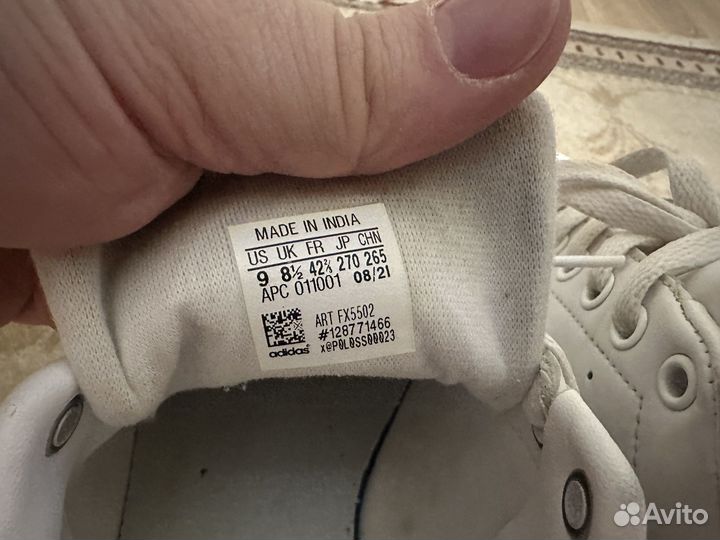 MADE IN INDIA
US UK FR JP CHN
9 8½ 42⅔ 270 265
APC 011001 08/21
ART FX5502
#128771466
adidas® x@P0L0SS00023
Avito